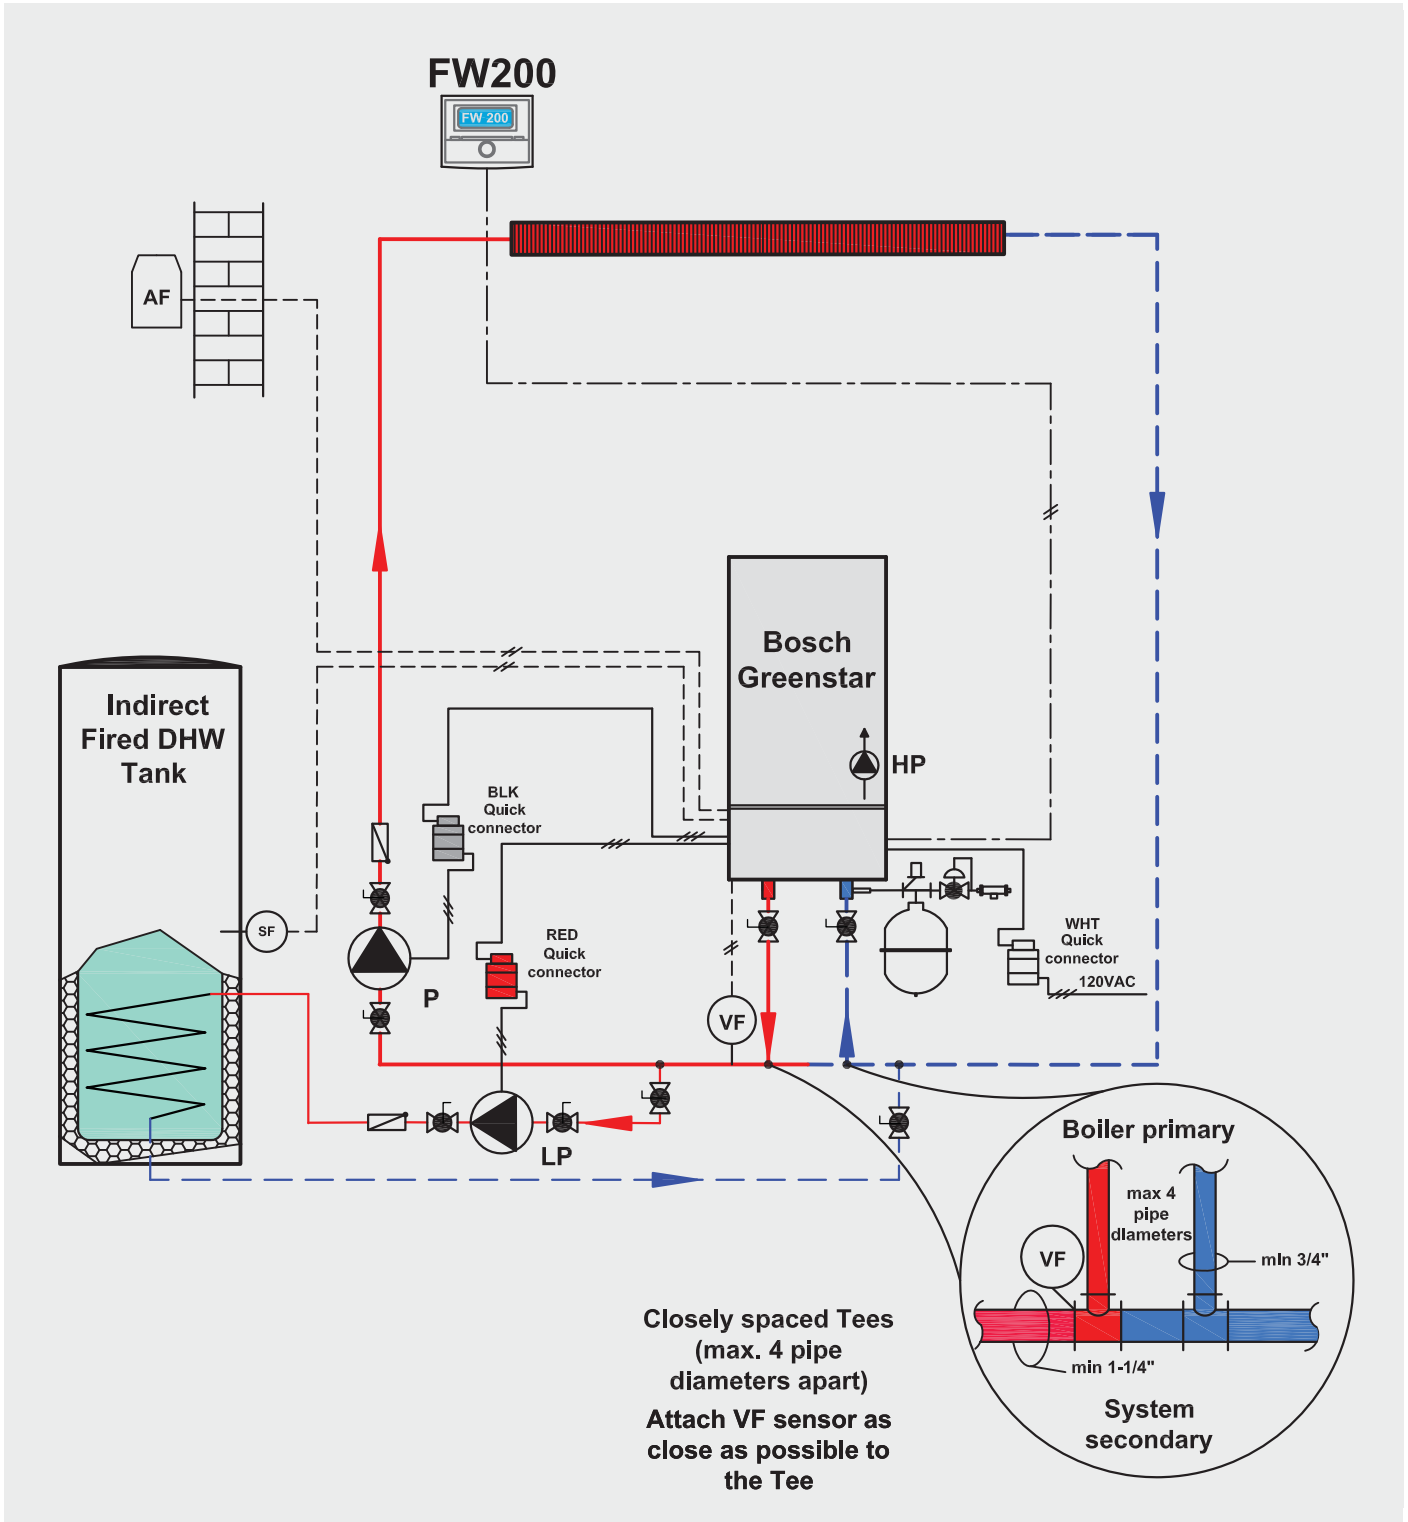 FW200
FW 200
AF
Bosch
Greenstar
HP
Indirect
Fired DHW
Tank
BLK
Quick
connector
RED
Quick
connector
SF
P
VF
WHT
Quick
connector
120VAC
LP
Boiler primary
max 4
pipe
diameters
VF
min 3/4"
min 1-1/4"
System
secondary
Closely spaced Tees
(max. 4 pipe
diameters apart)
Attach VF sensor as
close as possible to
the Tee